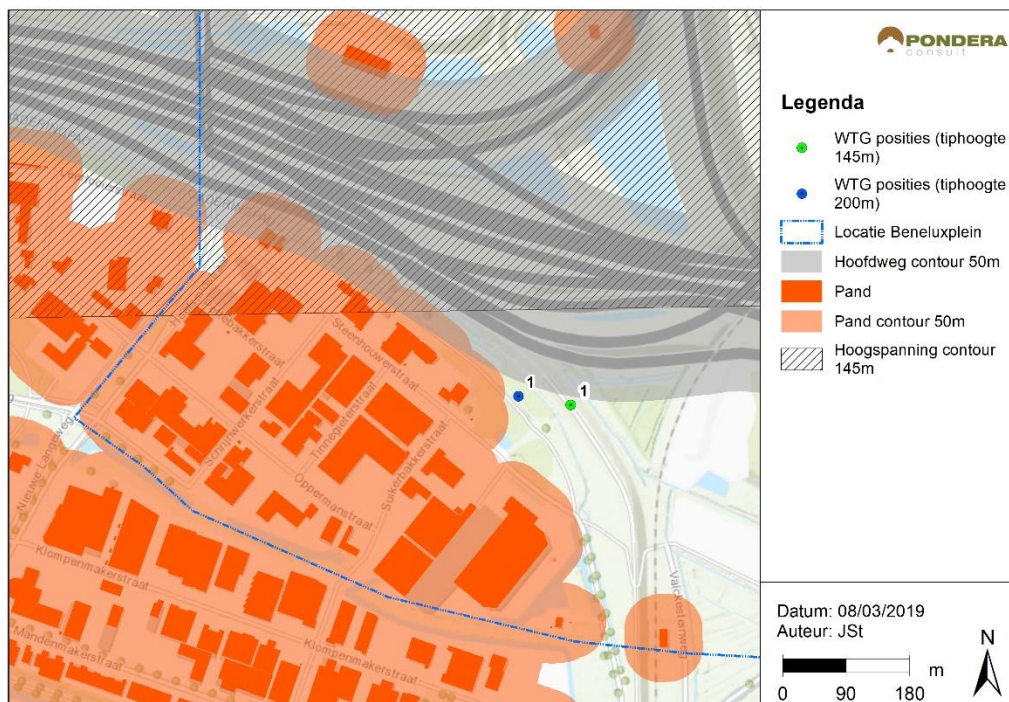 PONDERA
consult
Legenda
WTG posities (tiphoogte
145m)
WTG posities (tiphoogte
200m)
Locatie Beneluxplein
Hoofdweg contour 50m
Pand
Pand contour 50m
Hoogspanning contour
145m
Steenhouwerstraat
Schrijnwerkerstraat
Tinnegieterstraat
Suikerbakkerstraat
Oppermanstraat
Nieuwe Langeweg
1
1
Klompenmakerstraat
Klompenmakerstraat
Mandenmakerstraat
Valckesteinweg
Datum: 08/03/2019
Auteur: JSt
N
m
0 90 180